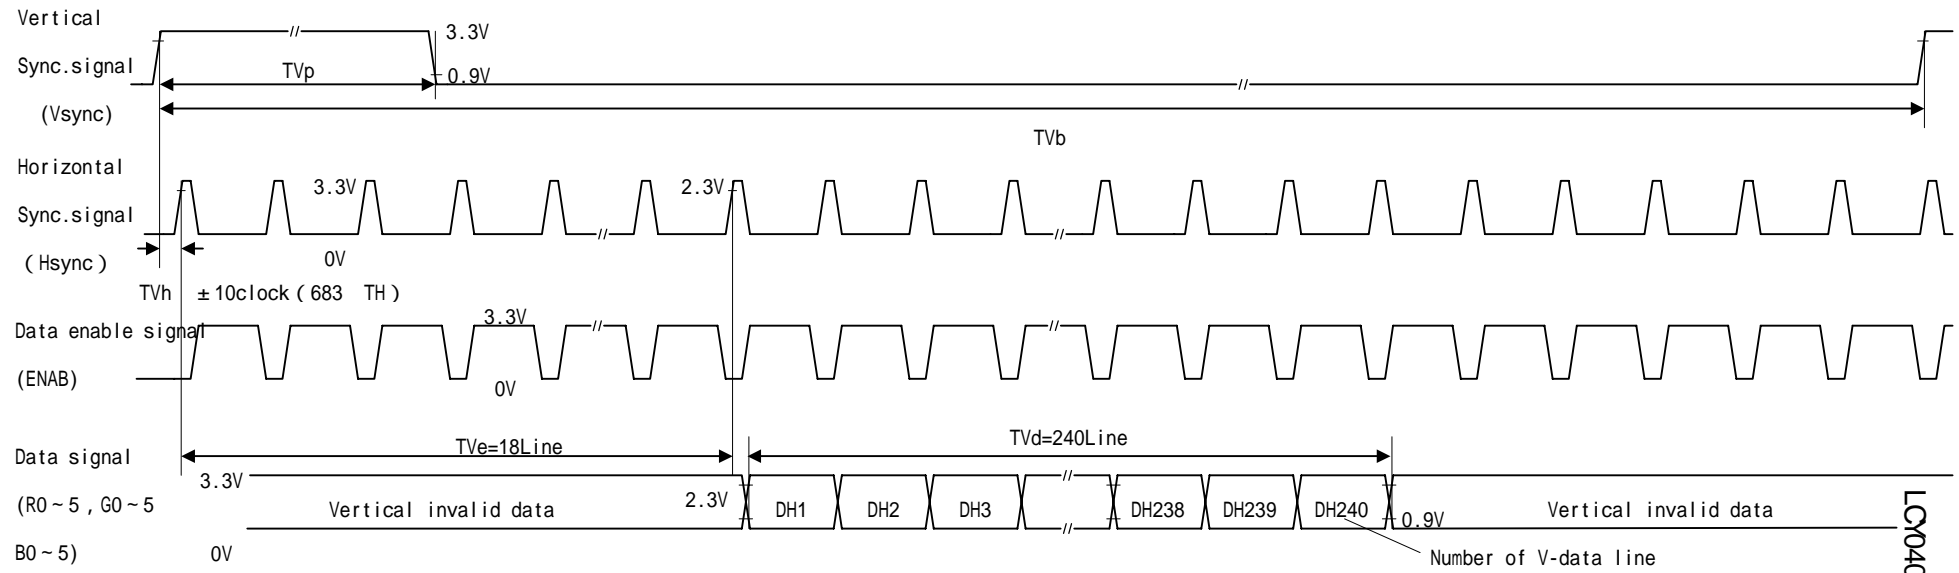 Vertical
Sync.signal
(Vsync)
3.3V
TVp
0.9V
TVb
Horizontal
Sync.signal
(Hsync)
3.3V
2.3V
0V
TVh ±10clock(683 TH)
Data enable signal
(ENAB)
3.3V
0V
TVe=18Line
TVd=240Line
Data signal
(R0~5,G0~5
B0~5)
3.3V
Vertical invalid data
2.3V
DH1
DH2
DH3
DH238
DH239
DH240
0.9V
Vertical invalid data
0V
Number of V-data line